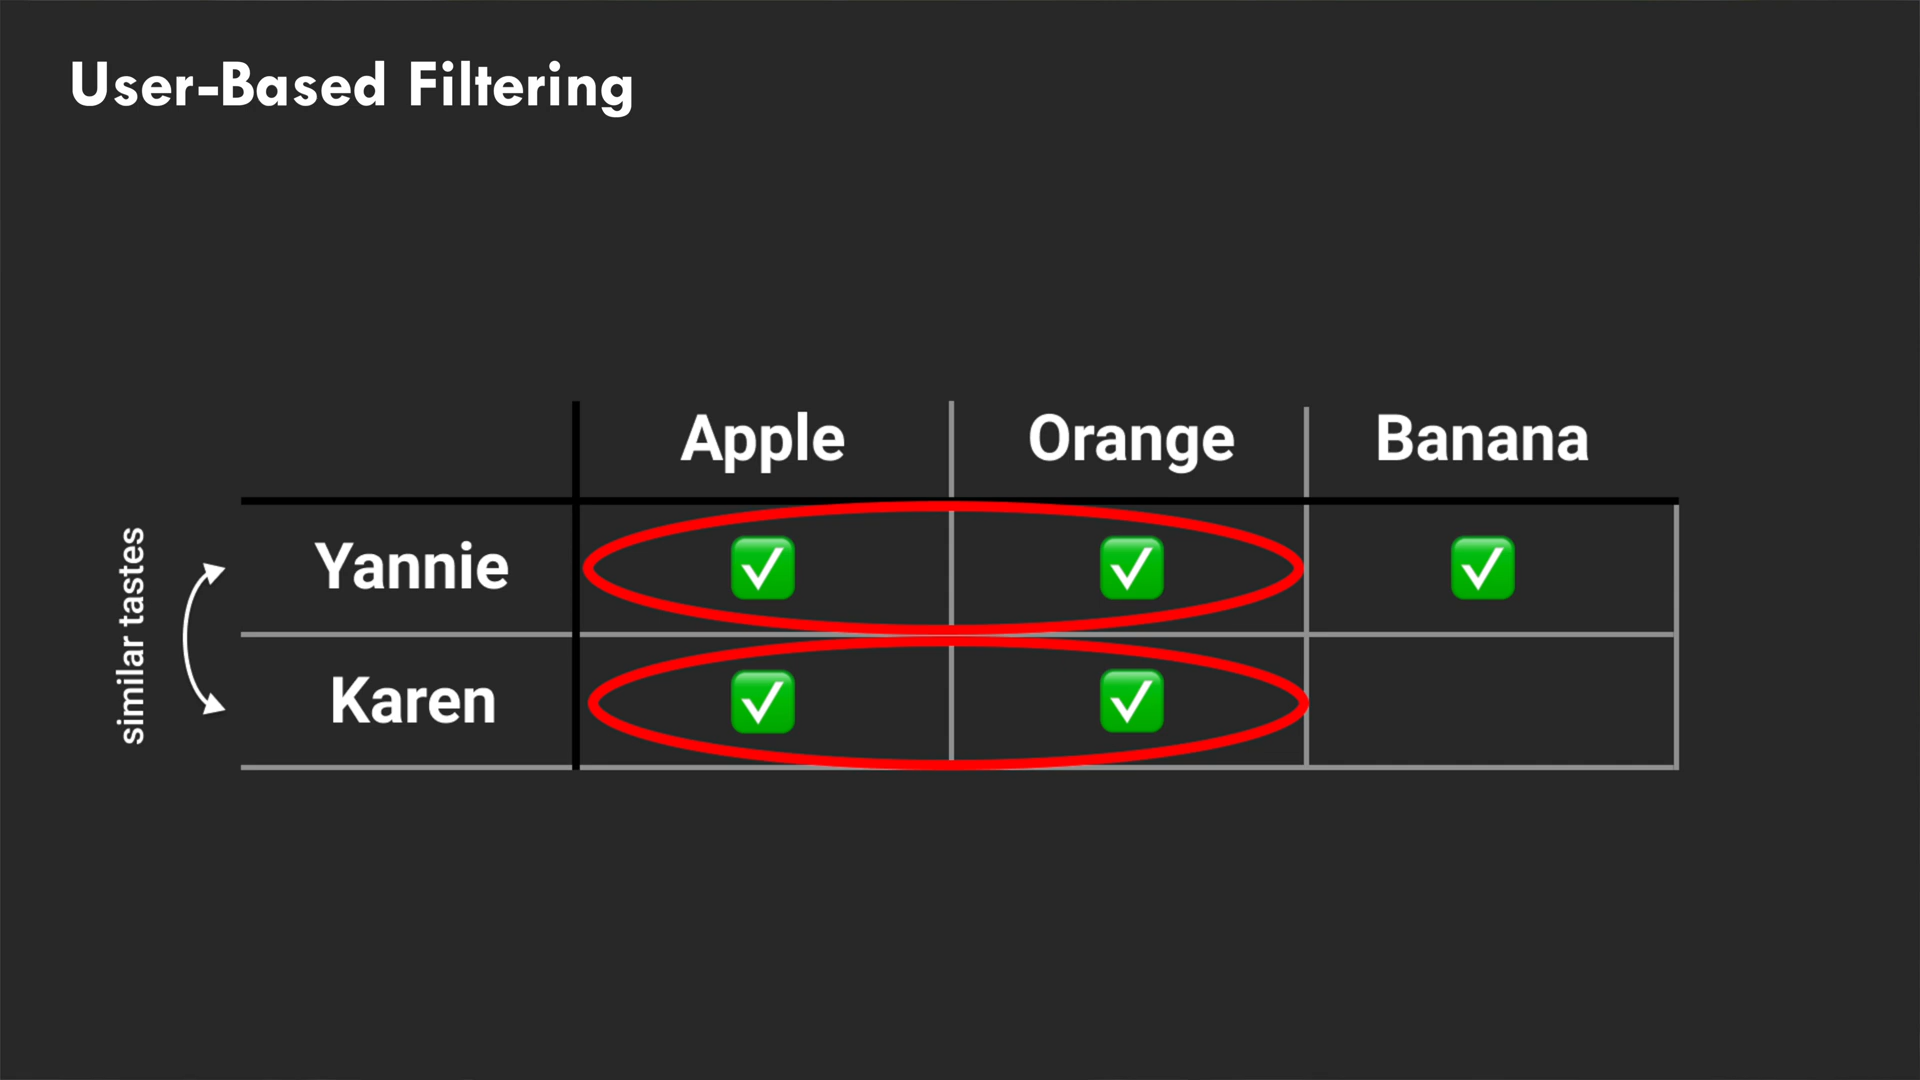 User-Based Filtering
Apple Orange Banana
similar tastes
Yannie ✅ ✅ ✅
Karen ✅ ✅